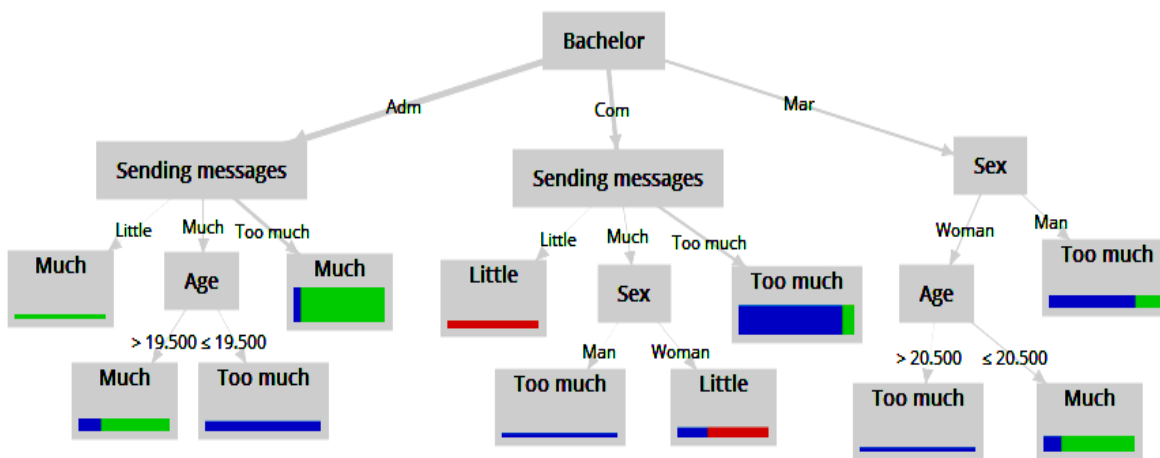 Bachelor
Adm
Com
Mar
Sending messages
Sending messages
Sex
Little
Much
Too much
Little
Much
Too much
Woman
Man
Much
Age
Much
Little
Sex
Too much
Age
Too much
> 19.500 ≤ 19.500
Man
Woman
> 20.500 ≤ 20.500
Much
Too much
Too much
Little
Too much
Much